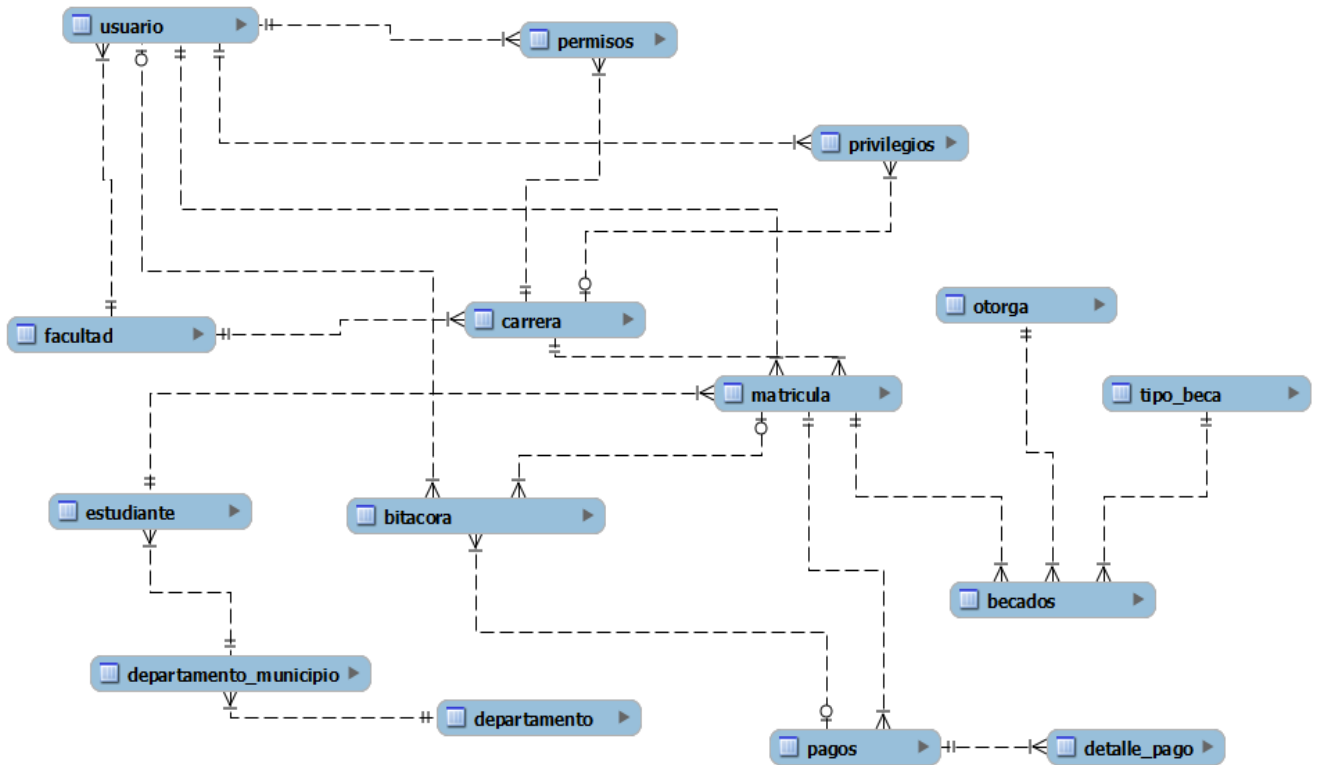 usuario
permisos
privilegios
otorga
carrera
facultad
matricula
tipo_beca
estudiante
bitacora
becados
departamento_municipio
departamento
pagos
detalle_pago